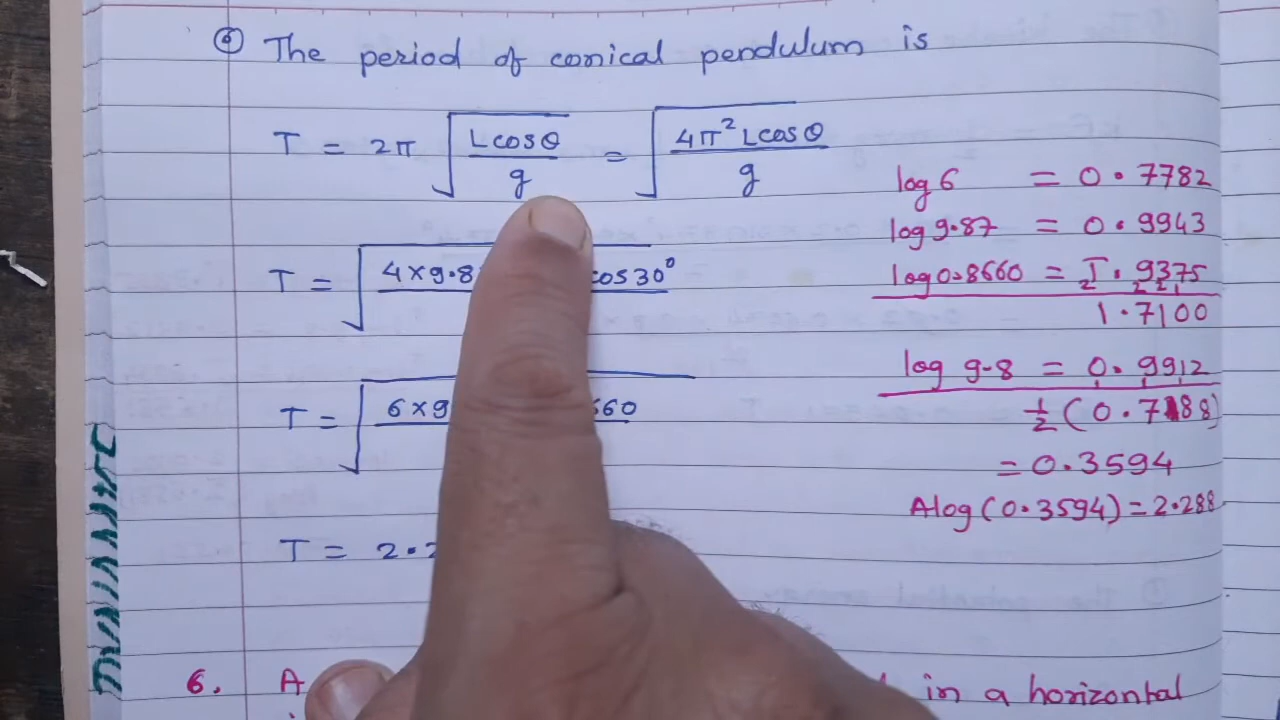 ⑥ The period of conical pendulum is
T = 2π √(Lcosθ / g) = √(4π² Lcosθ / g)
T = √(4×9.8 cos30°
T = √(6×9 660
T = 2.2
log 6 = 0.7782
log 9.87 = 0.9943
log 0.8660 = 1̅.9375
1.7100
log 9.8 = 0.9912
½ (0.7188)
= 0.3594
Alog (0.3594) = 2.288
6. A in a horizontal